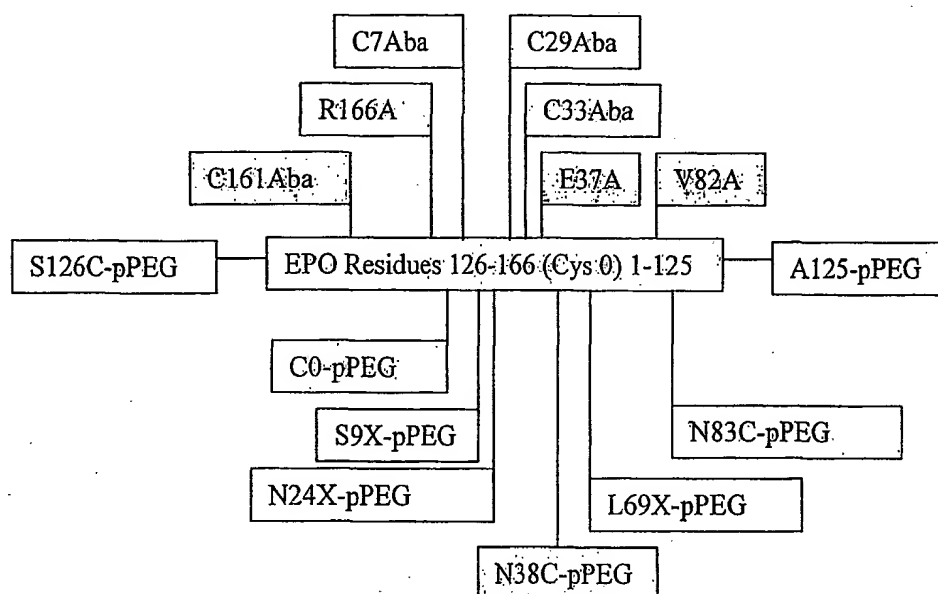 C7Aba
C29Aba
R166A
C33Aba
C161Aba
E37A
V82A
S126C-pPEG
EPO Residues 126-166 (Cys 0) 1-125
A125-pPEG
C0-pPEG
S9X-pPEG
N83C-pPEG
N24X-pPEG
L69X-pPEG
N38C-pPEG